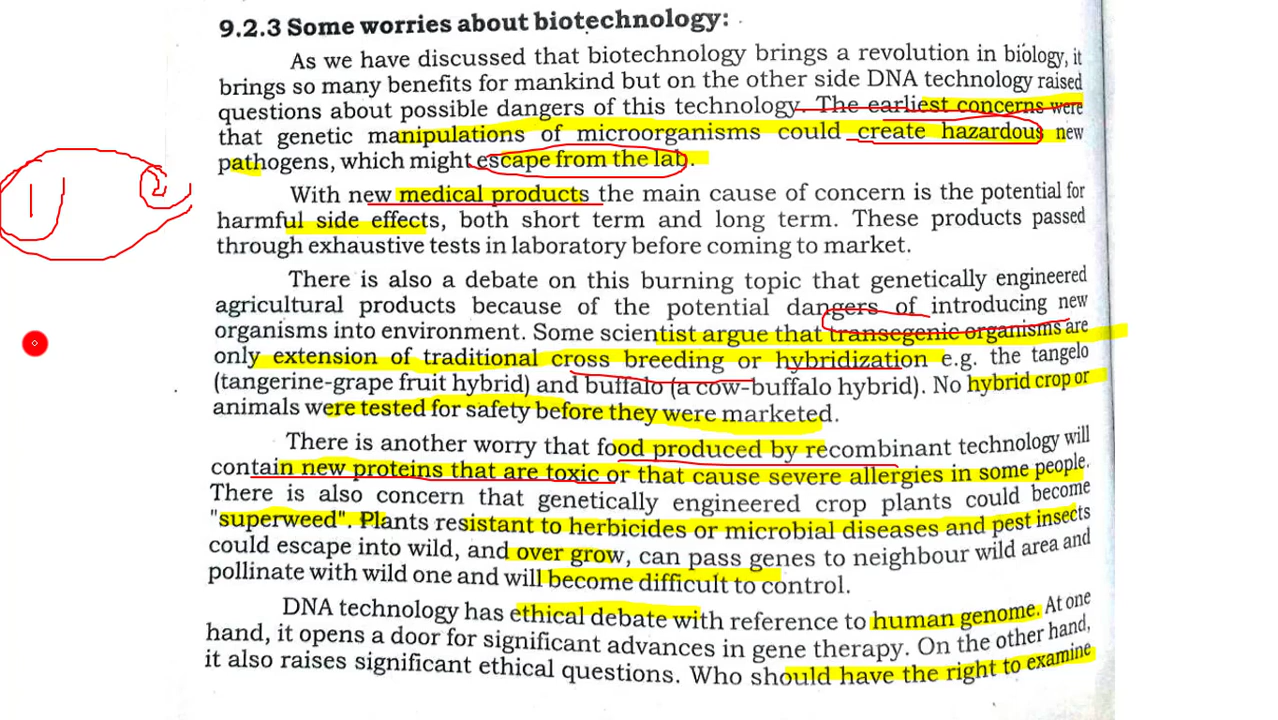 9.2.3 Some worries about biotechnology:
As we have discussed that biotechnology brings a revolution in biology, it
brings so many benefits for mankind but on the other side DNA technology raised
questions about possible dangers of this technology. The earliest concerns were
that genetic manipulations of microorganisms could create hazardous new
pathogens, which might escape from the lab.
With new medical products the main cause of concern is the potential for
harmful side effects, both short term and long term. These products passed
through exhaustive tests in laboratory before coming to market.
There is also a debate on this burning topic that genetically engineered
agricultural products because of the potential dangers of introducing new
organisms into environment. Some scientist argue that transegenic organisms are
only extension of traditional cross breeding or hybridization e.g. the tangelo
(tangerine-grape fruit hybrid) and buffalo (a cow-buffalo hybrid). No hybrid crop or
animals were tested for safety before they were marketed.
There is another worry that food produced by recombinant technology will
contain new proteins that are toxic or that cause severe allergies in some people.
There is also concern that genetically engineered crop plants could become
"superweed". Plants resistant to herbicides or microbial diseases and pest insects
could escape into wild, and over grow, can pass genes to neighbour wild area and
pollinate with wild one and will become difficult to control.
DNA technology has ethical debate with reference to human genome. At one
hand, it opens a door for significant advances in gene therapy. On the other hand,
it also raises significant ethical questions. Who should have the right to examine